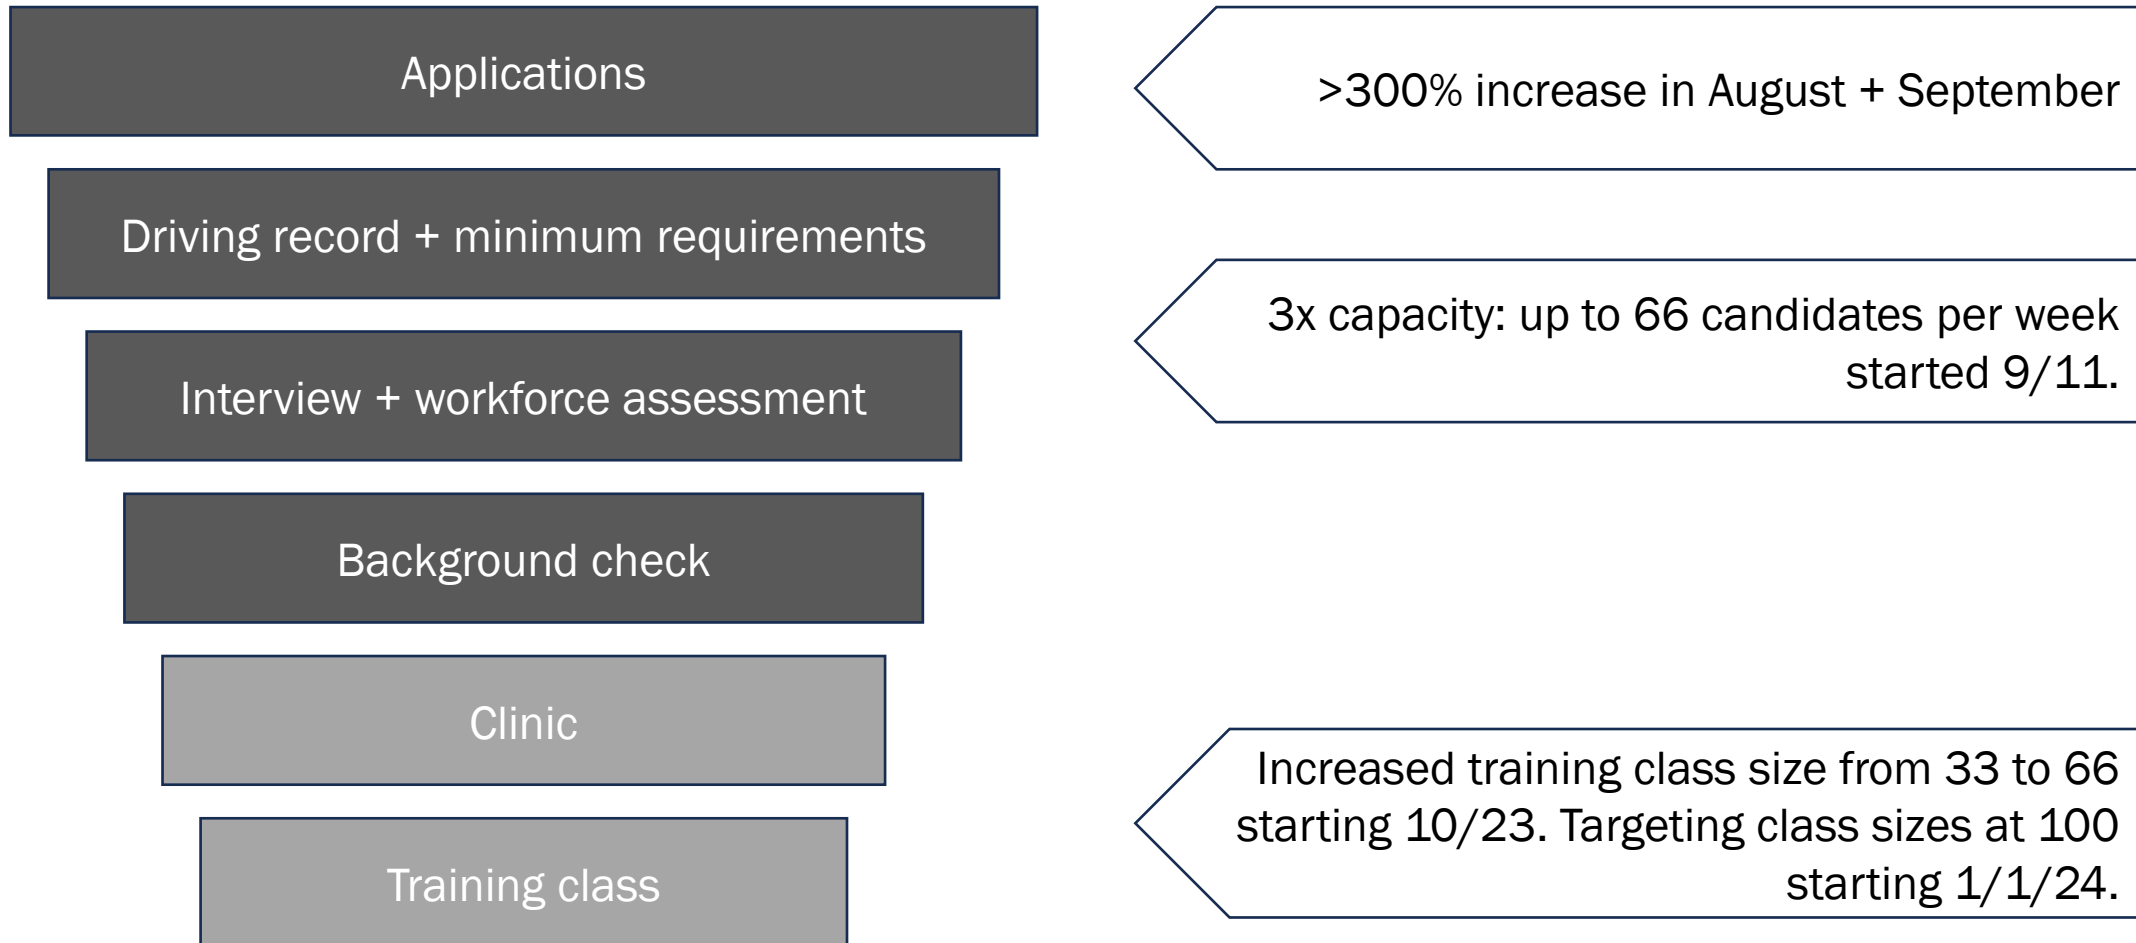 Applications
>300% increase in August + September
Driving record + minimum requirements
3x capacity: up to 66 candidates per week
started 9/11.
Interview + workforce assessment
Background check
Clinic
Increased training class size from 33 to 66
starting 10/23. Targeting class sizes at 100
starting 1/1/24.
Training class